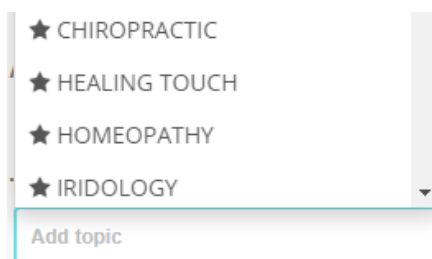 CHIROPRACTIC
HEALING TOUCH
HOMEOPATHY
IRIDOLOGY
Add topic